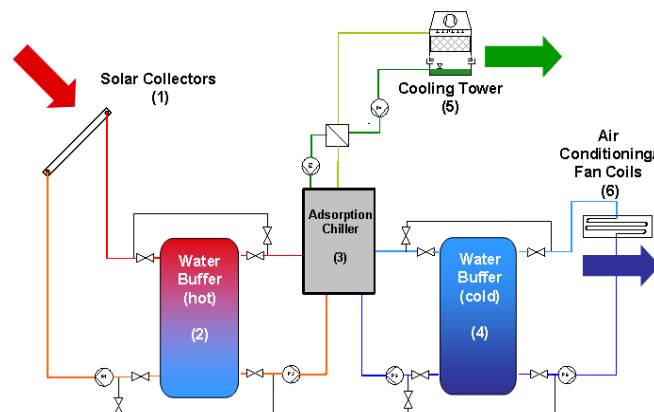 Solar Collectors
(1)
Cooling Tower
(5)
Air
Conditioning/
Fan Coils
(6)
Adsorption
Chiller
(3)
Water
Buffer
(hot)
(2)
Water
Buffer
(cold)
(4)